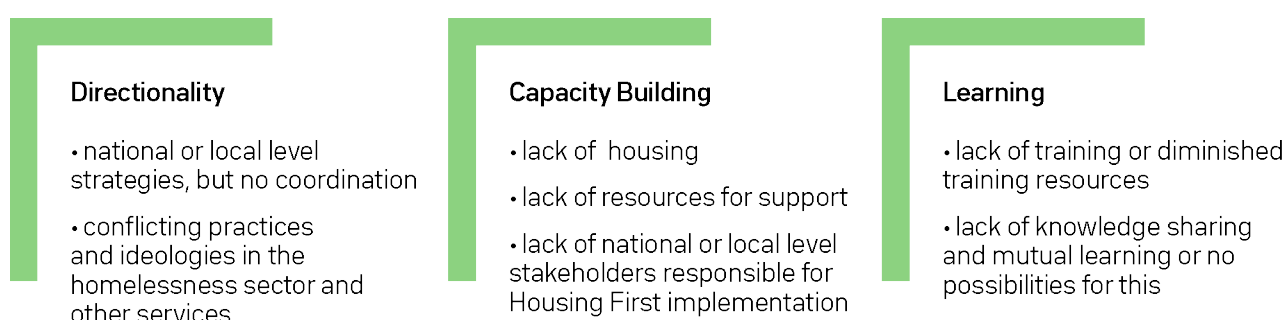 Directionality
• national or local level
strategies, but no coordination
• conflicting practices
and ideologies in the
homelessness sector and
other services
Capacity Building
• lack of  housing
• lack of resources for support
• lack of national or local level
stakeholders responsible for
Housing First implementation
Learning
• lack of training or diminished
training resources
• lack of knowledge sharing
and mutual learning or no
possibilities for this